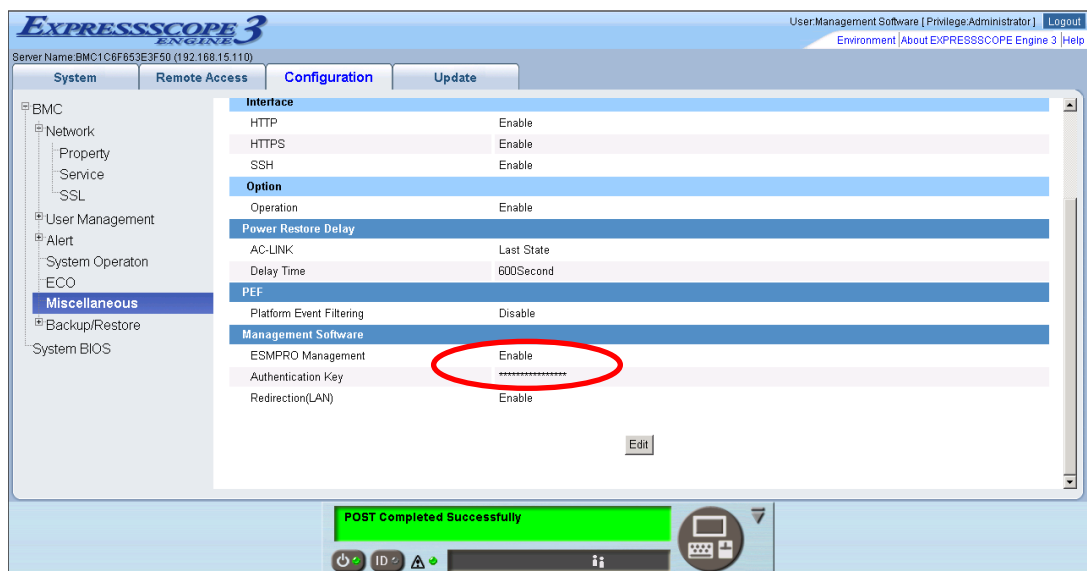 EXPRESSSCOPE 3
ENGINE
User:Management Software [ Privilege:Administrator ] Logout
Environment |About EXPRESSSCOPE Engine 3 |Help
Server Name:BMC1C6F653E3F50 (192.168.15.110)
System Remote Access Configuration Update
BMC
Network
Property
Service
SSL
User Management
Alert
System Operaton
ECO
Miscellaneous
Backup/Restore
System BIOS
Interface
HTTP Enable
HTTPS Enable
SSH Enable
Option
Operation Enable
Power Restore Delay
AC-LINK Last State
Delay Time 600Second
PEF
Platform Event Filtering Disable
Management Software
ESMPRO Management Enable
Authentication Key ****************
Redirection(LAN) Enable
Edit
POST Completed Successfully
ID